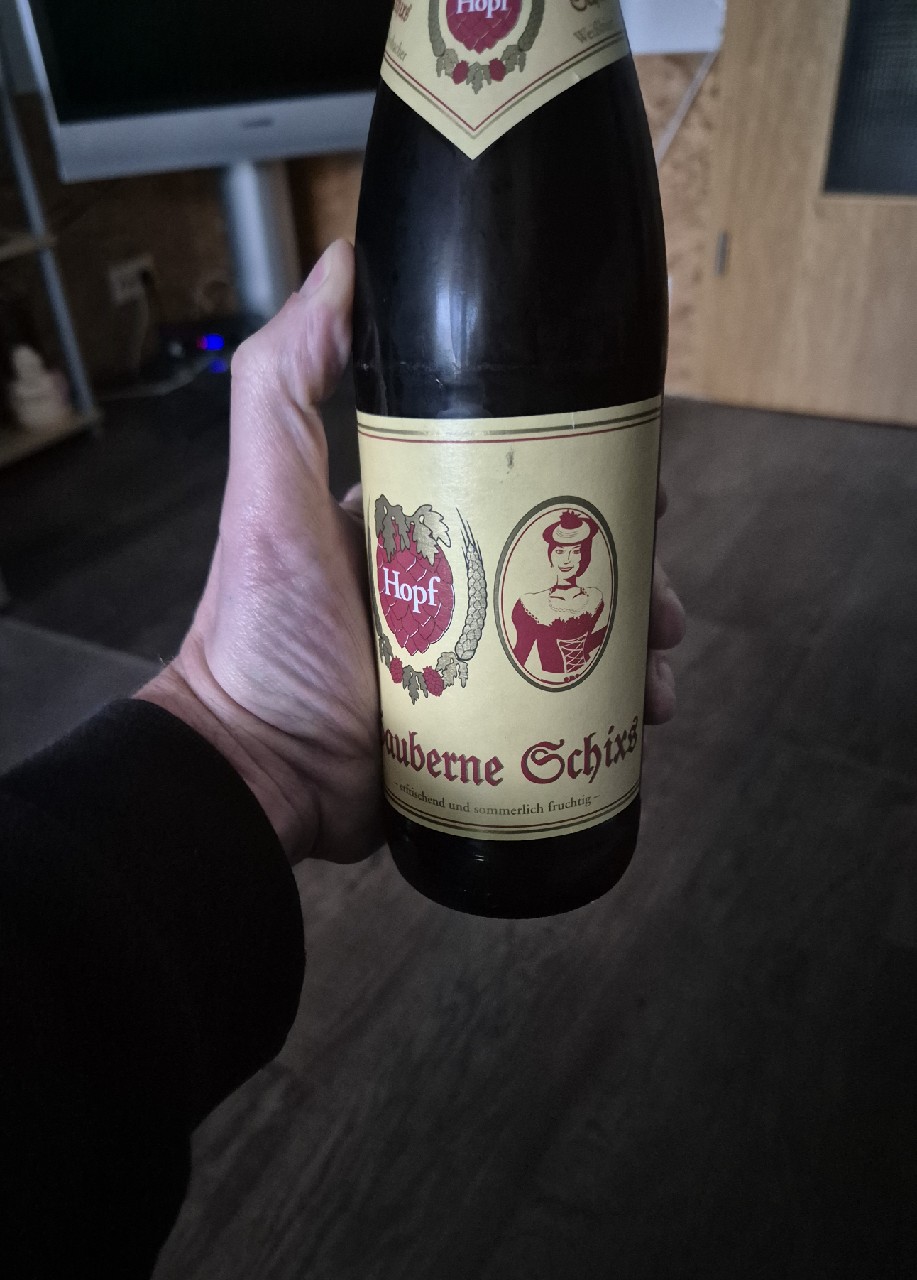 Hopf
Hopf
auberne Schixs
- erfrischend und sommerlich fruchtig -